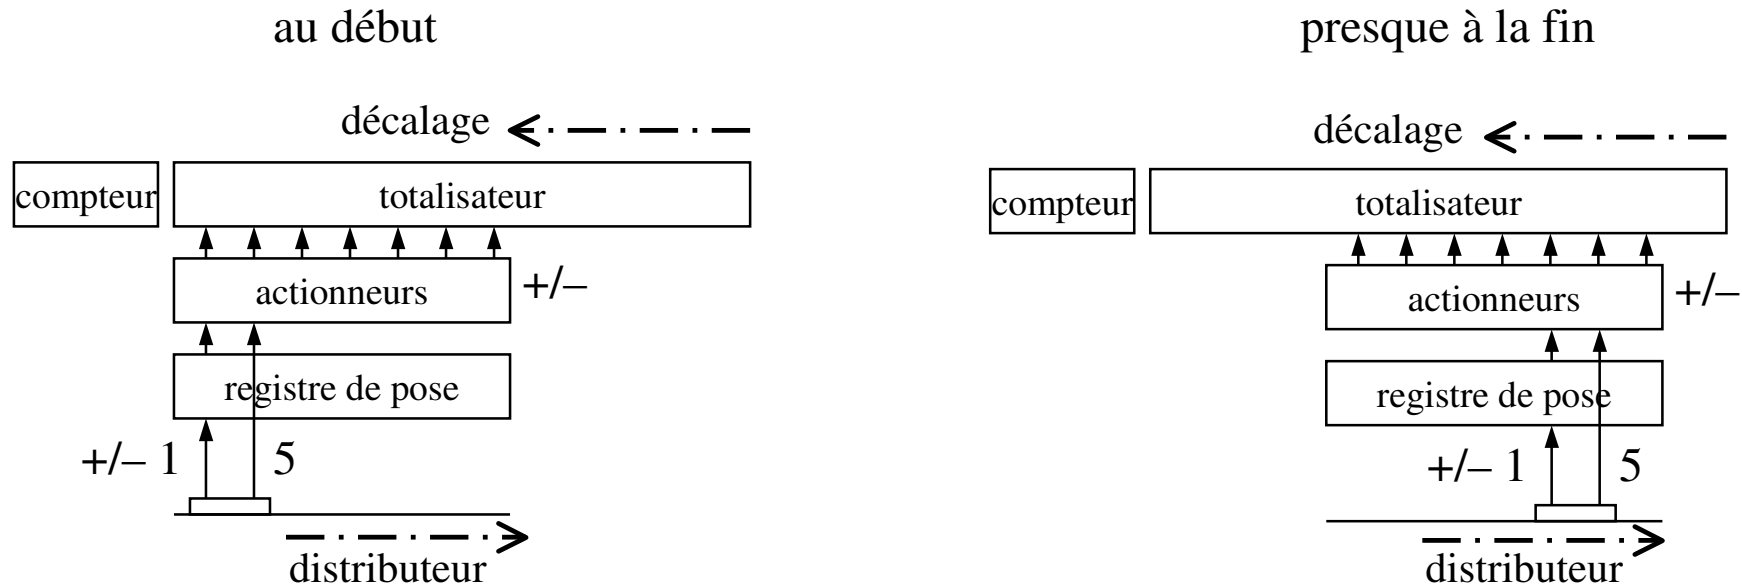 au début
décalage
compteur
totalisateur
actionneurs
+/–
registre de pose
+/– 1
5
distributeur
presque à la fin
décalage
compteur
totalisateur
actionneurs
+/–
registre de pose
+/– 1
5
distributeur